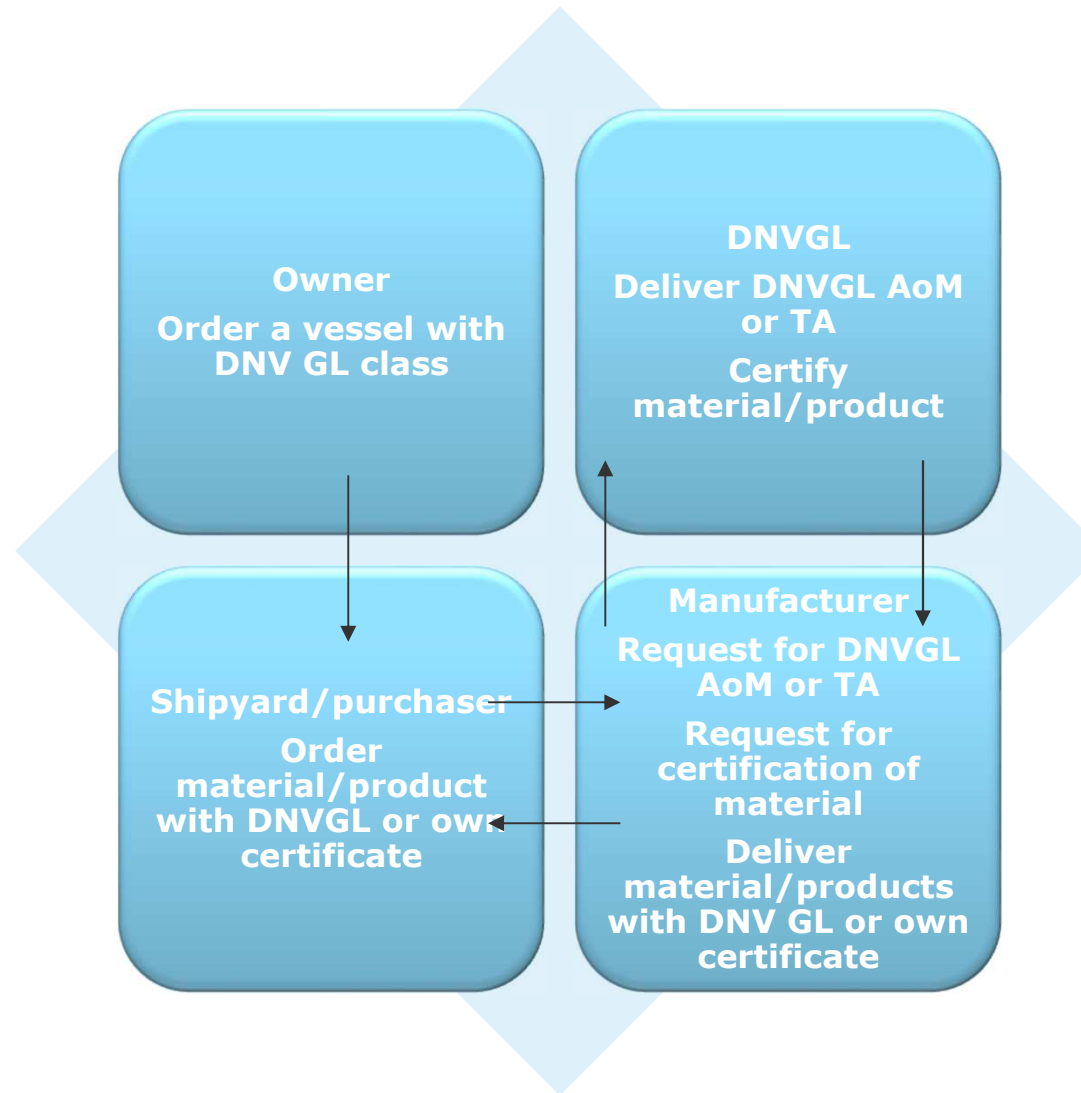 Owner
Order a vessel with
DNV GL class
DNVGL
Deliver DNVGL AoM
or TA
Certify
material/product
Shipyard/purchaser
Order
material/product
with DNVGL or own
certificate
Manufacturer
Request for DNVGL
AoM or TA
Request for
certification of
material
Deliver
material/products
with DNV GL or own
certificate